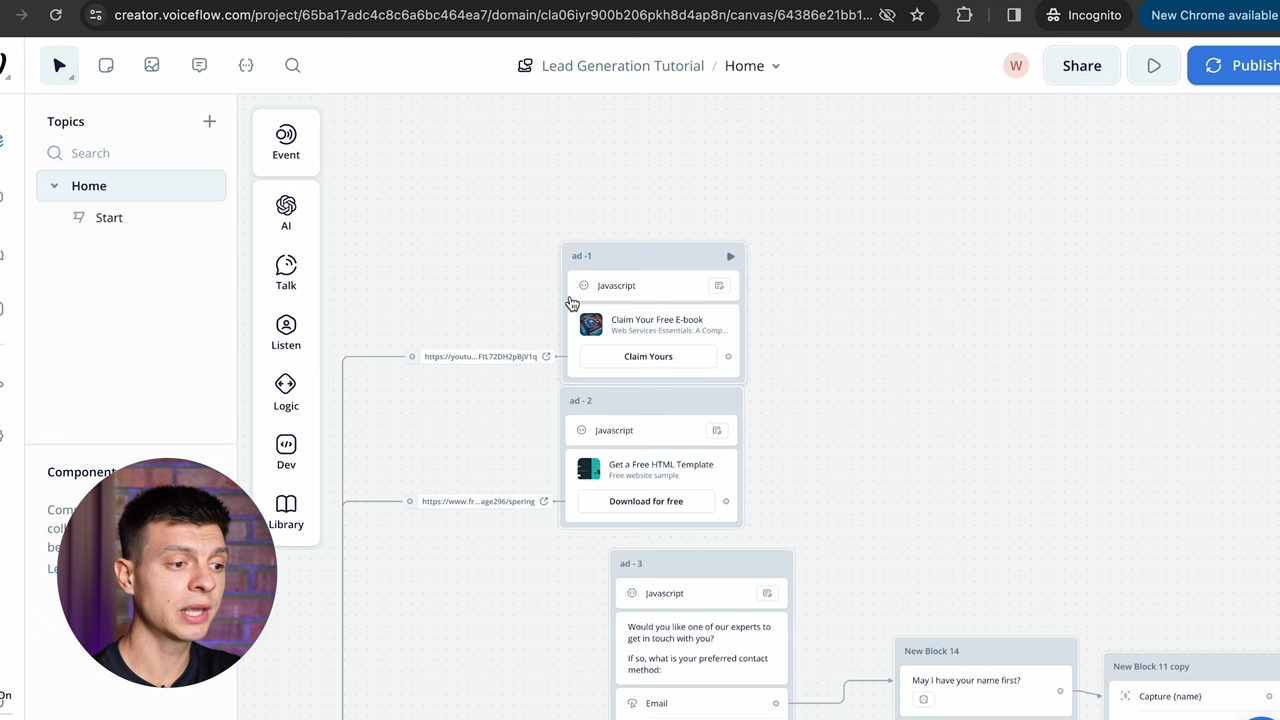 creator.voiceflow.com/project/65ba17adc4c8c6a6bc464ea7/domain/cla06iyr900b206pkh8d4ap8n/canvas/64386e21bb1...
Incognito
New Chrome available
Lead Generation Tutorial / Home
W
Share
Publish
Topics
Search
Home
Start
Event
AI
Talk
Listen
Logic
Dev
Library
ad -1
Javascript
Claim Your Free E-book
Web Services Essentials: A Comp...
https://youtu... FtL72DH2pBjV1q
Claim Yours
ad - 2
Javascript
Get a Free HTML Template
Free website sample
https://www.fr...age296/spering
Download for free
ad - 3
Javascript
Would you like one of our experts to
get in touch with you?
If so, what is your preferred contact
method:
Email
New Block 14
May I have your name first?
New Block 11 copy
Capture {name}
Component